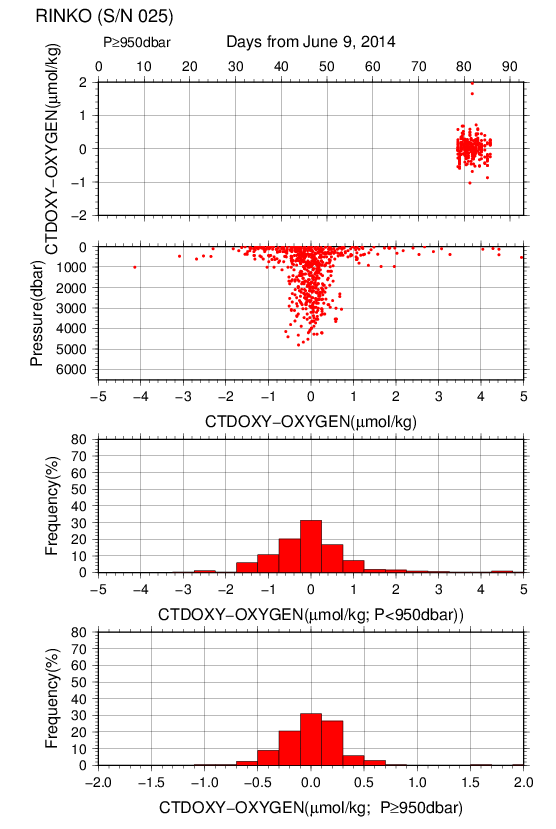 RINKO (S/N 025)
P≥950dbar
Days from June 9, 2014
0 10 20 30 40 50 60 70 80 90
CTDOXY−OXYGEN(μmol/kg)
2
1
0
−1
−2
Pressure(dbar)
0
1000
2000
3000
4000
5000
6000
−5 −4 −3 −2 −1 0 1 2 3 4 5
CTDOXY−OXYGEN(μmol/kg)
Frequency(%)
80
70
60
50
40
30
20
10
0
−5 −4 −3 −2 −1 0 1 2 3 4 5
CTDOXY−OXYGEN(μmol/kg; P<950dbar))
Frequency(%)
80
70
60
50
40
30
20
10
0
−2.0 −1.5 −1.0 −0.5 0.0 0.5 1.0 1.5 2.0
CTDOXY−OXYGEN(μmol/kg; P≥950dbar)